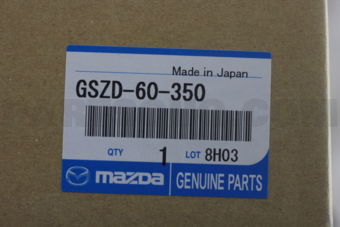 Made in Japan
GSZD-60-350
QTY 1 LOT 8H03
mazda GENUINE PARTS